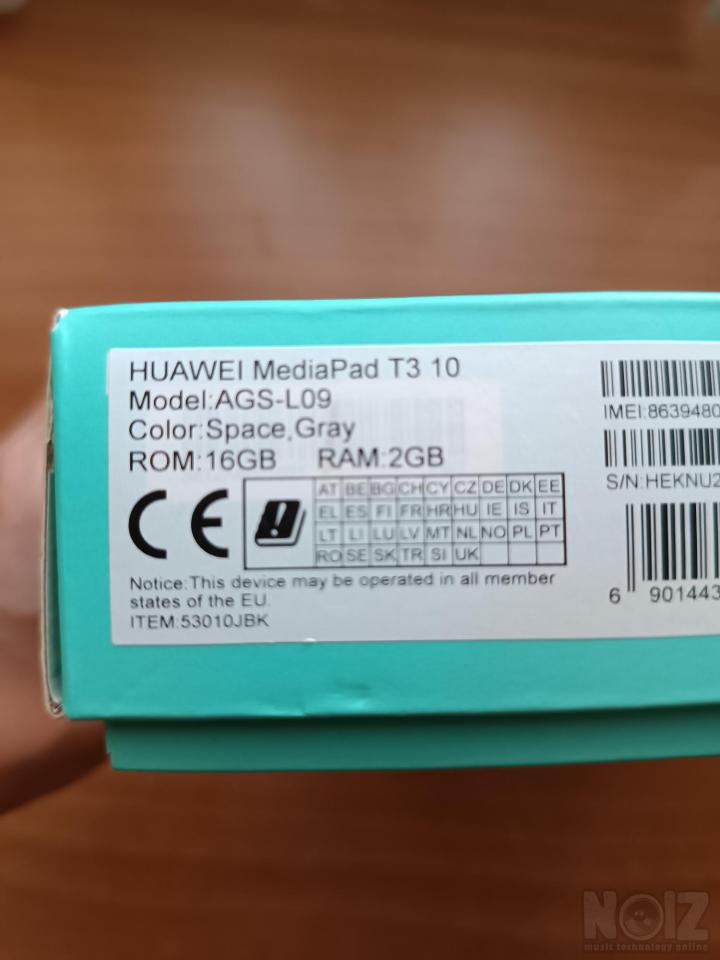 HUAWEI MediaPad T3 10
Model:AGS-L09
Color:Space,Gray
ROM:16GB RAM:2GB
CE
AT BE BG CH CY CZ DE DK EE
EL ES FI FR HR HU IE IS IT
LT LI LU LV MT NL NO PL PT
RO SE SK TR SI UK
Notice:This device may be operated in all member
states of the EU.
ITEM:53010JBK
IMEI:8639480
S/N:HEKNU2
6 901443
NOIZ
music technology online